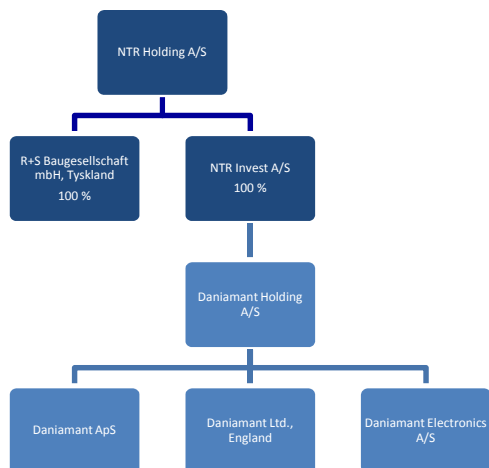 NTR Holding A/S
R+S Baugesellschaft
mbH, Tyskland
100 %
NTR Invest A/S
100 %
Daniamant Holding
A/S
Daniamant ApS
Daniamant Ltd.,
England
Daniamant Electronics
A/S